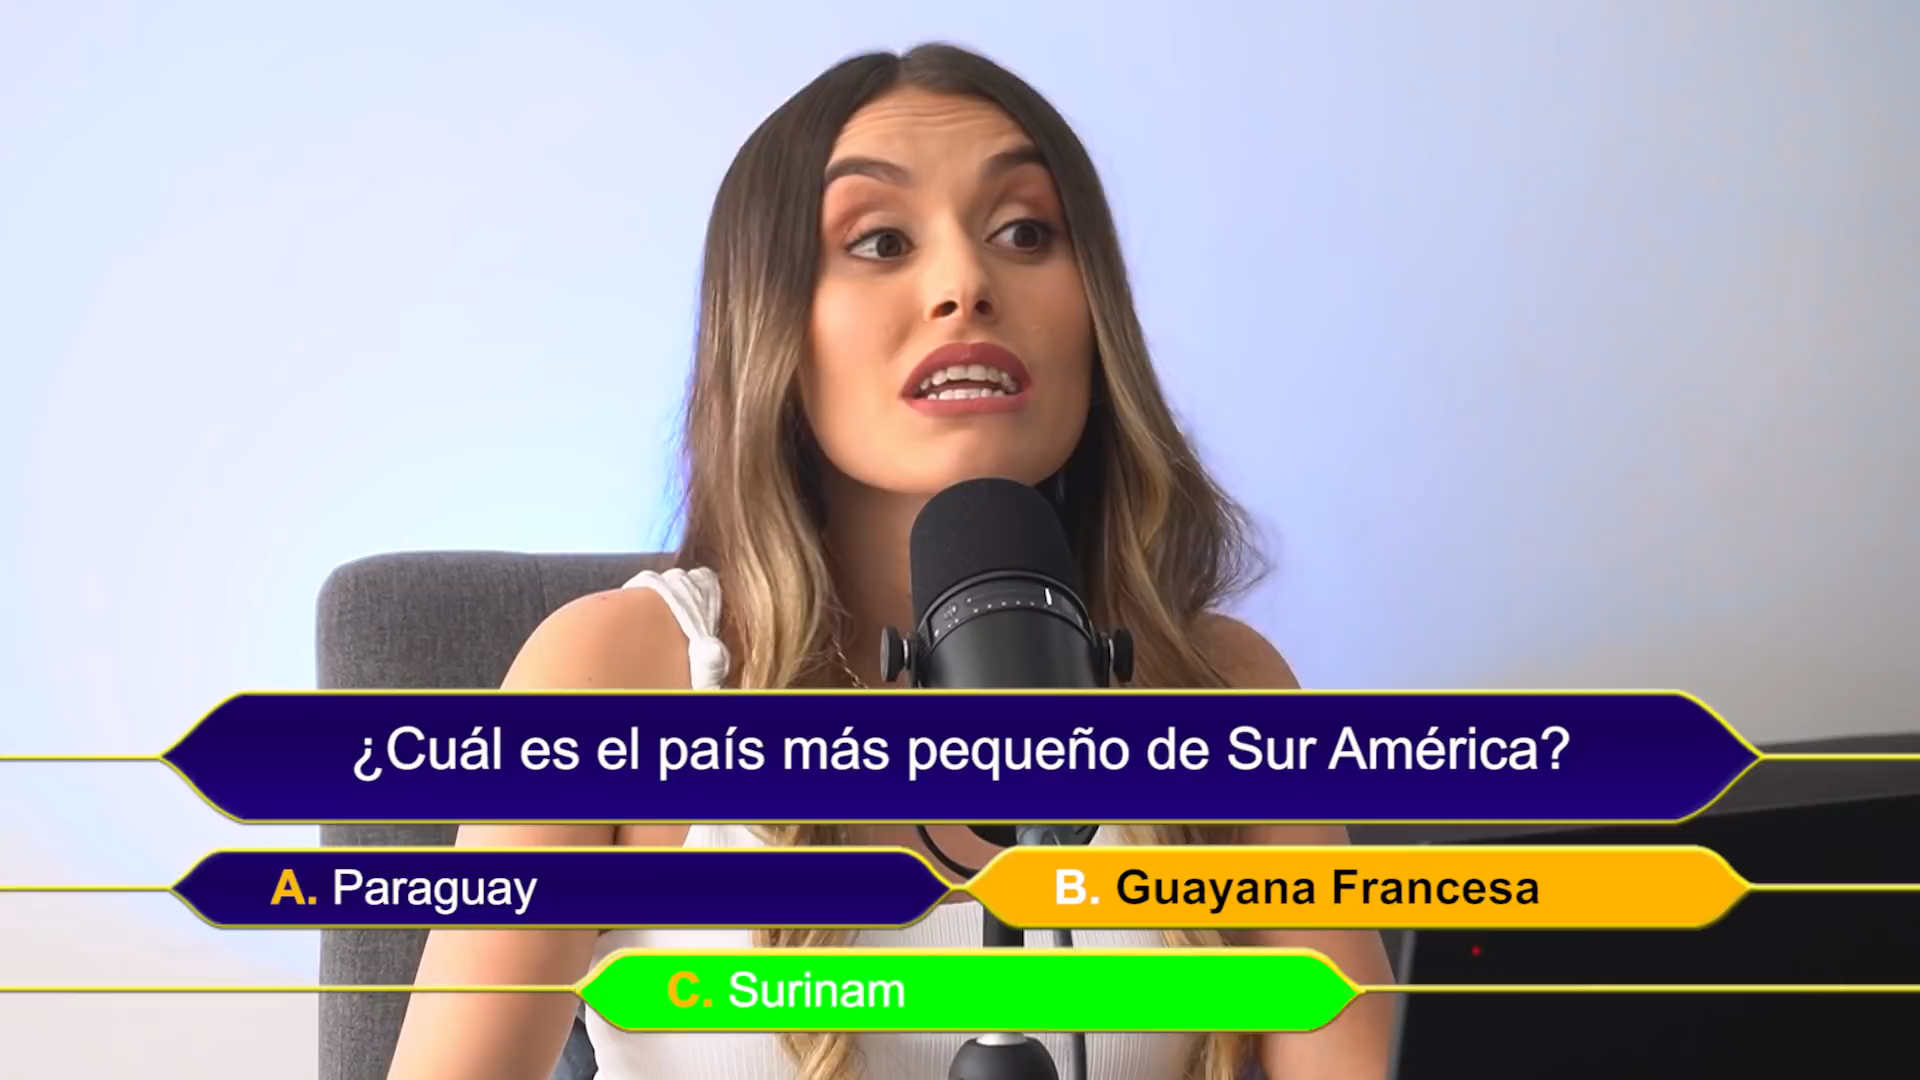 ¿Cuál es el país más pequeño de Sur América?
A. Paraguay
B. Guayana Francesa
C. Surinam